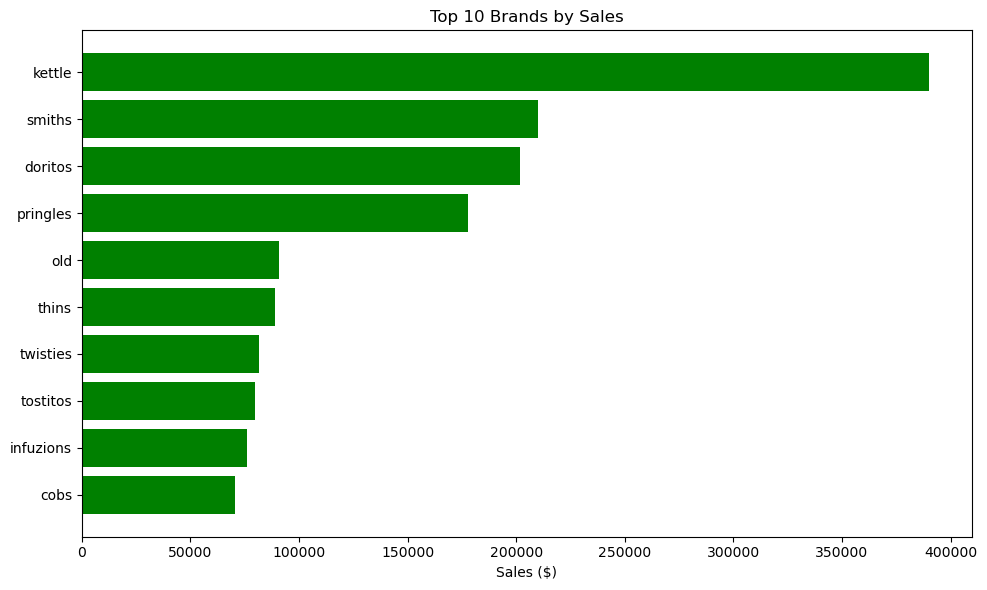 Top 10 Brands by Sales
kettle
smiths
doritos
pringles
old
thins
twisties
tostitos
infuzions
cobs
0 50000 100000 150000 200000 250000 300000 350000 400000
Sales ($)